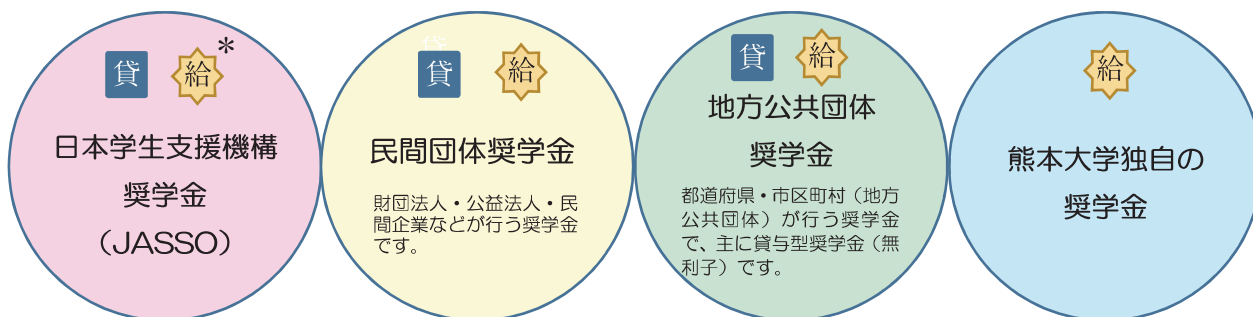 貸 給*
日本学生支援機構
奨学金
（JASSO）
貸 給
民間団体奨学金
財団法人・公益法人・民
間企業などが行う奨学金
です。
貸 給
地方公共団体
奨学金
都道府県・市区町村（地方
公共団体）が行う奨学金
で、主に貸与型奨学金（無
利子）です。
給
熊本大学独自の
奨学金